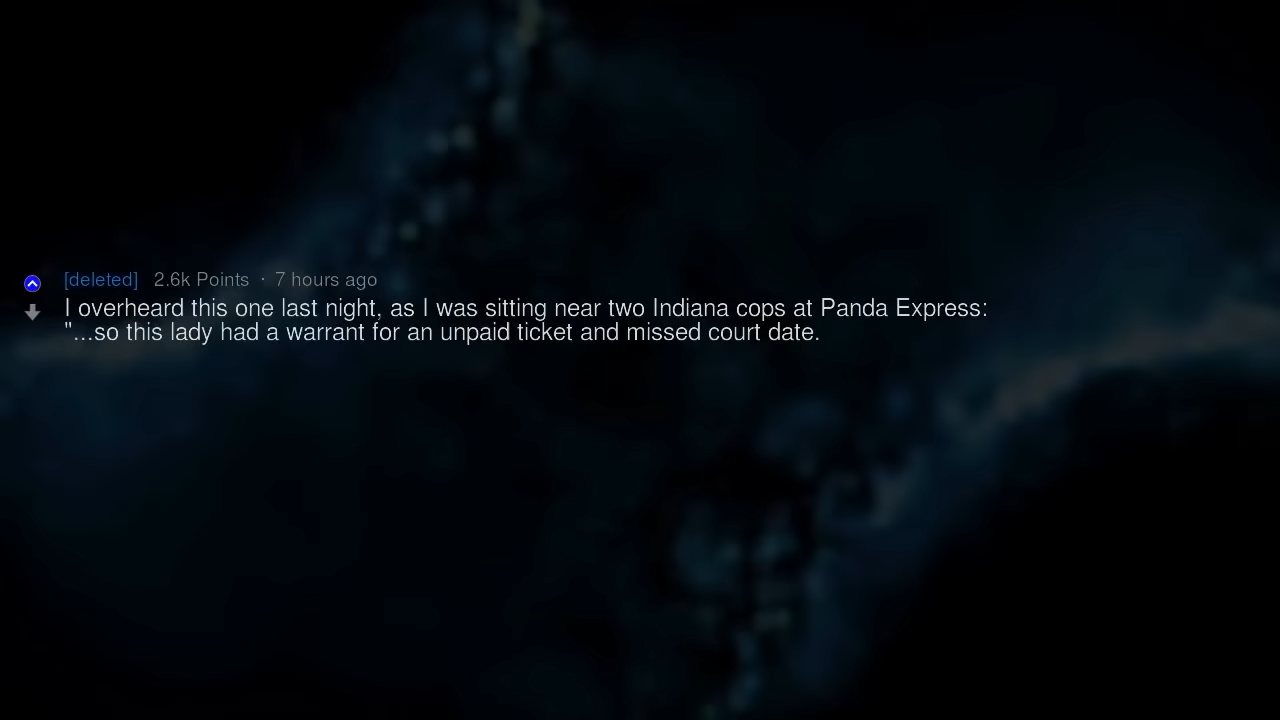 [deleted] 2.6k Points · 7 hours ago
I overheard this one last night, as I was sitting near two Indiana cops at Panda Express:
"...so this lady had a warrant for an unpaid ticket and missed court date.